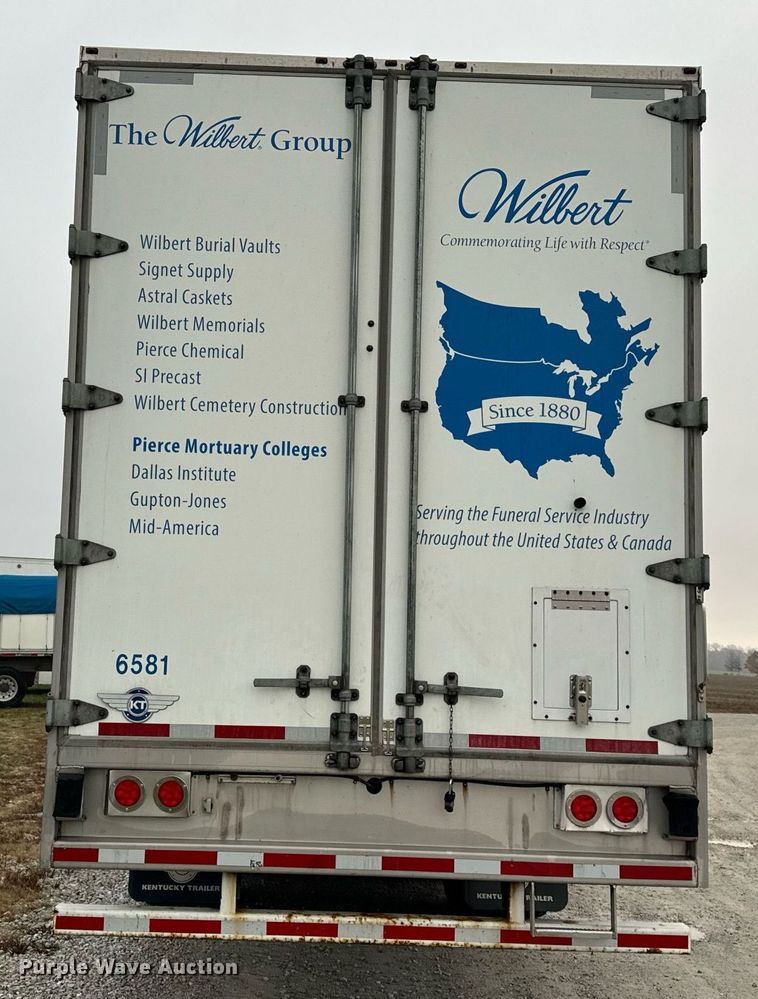 The Wilbert Group
Wilbert Burial Vaults
Signet Supply
Astral Caskets
Wilbert Memorials
Pierce Chemical
SI Precast
Wilbert Cemetery Construction
Pierce Mortuary Colleges
Dallas Institute
Gupton-Jones
Mid-America
6581
KT
Wilbert
Commemorating Life with Respect®
Since 1880
Serving the Funeral Service Industry
throughout the United States & Canada
KENTUCKY TRAILER
Purple Wave Auction